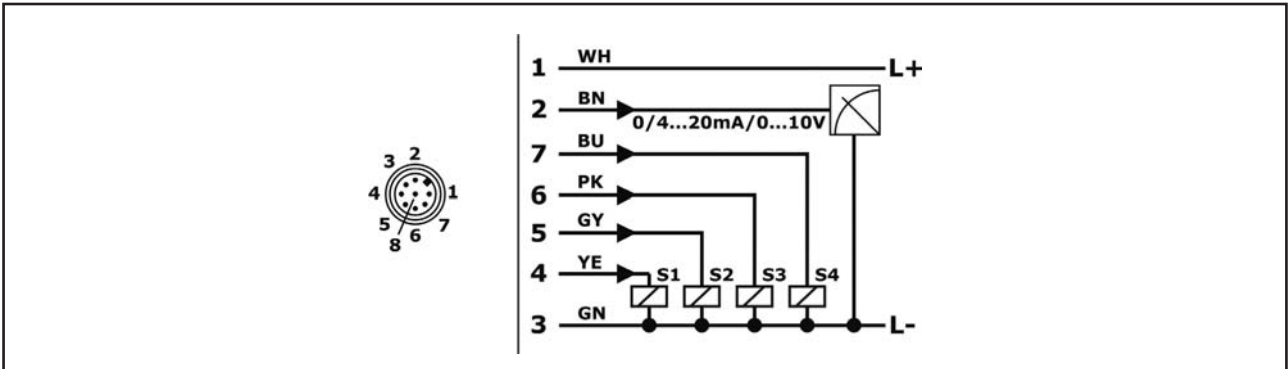 3 2
4 1
5 6 7
8
1 WH L+
2 BN
0/4...20mA/0...10V
7 BU
6 PK
5 GY
4 YE S1 S2 S3 S4
3 GN L-